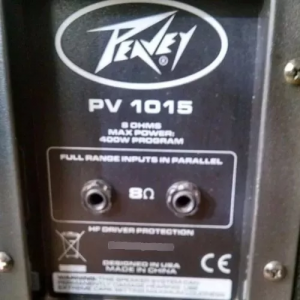 PEAVEY ®
PV 1015
8 OHMS
MAX POWER:
400W PROGRAM
FULL RANGE INPUTS IN PARALLEL
8Ω
HF DRIVER PROTECTION
DESIGNED IN USA
MADE IN CHINA
CE
WARNING